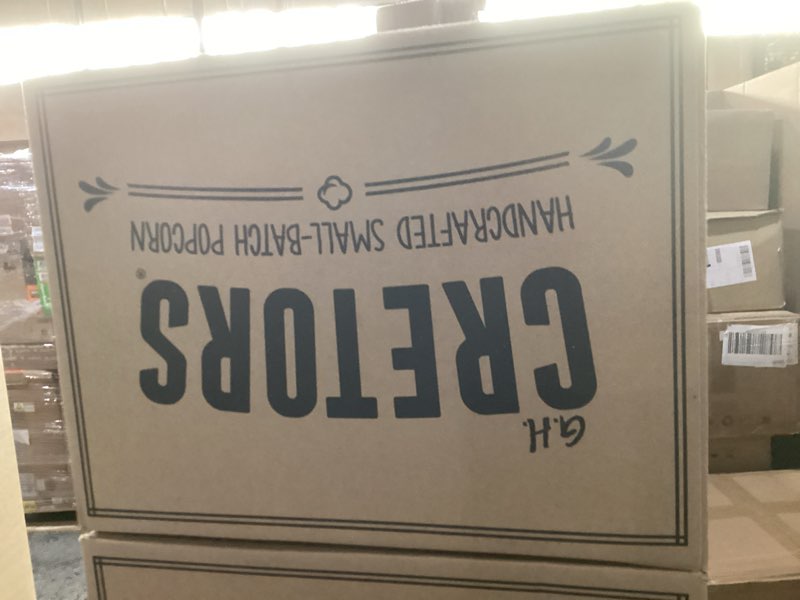 G.H.
CRETORS®
HANDCRAFTED SMALL-BATCH POPCORN